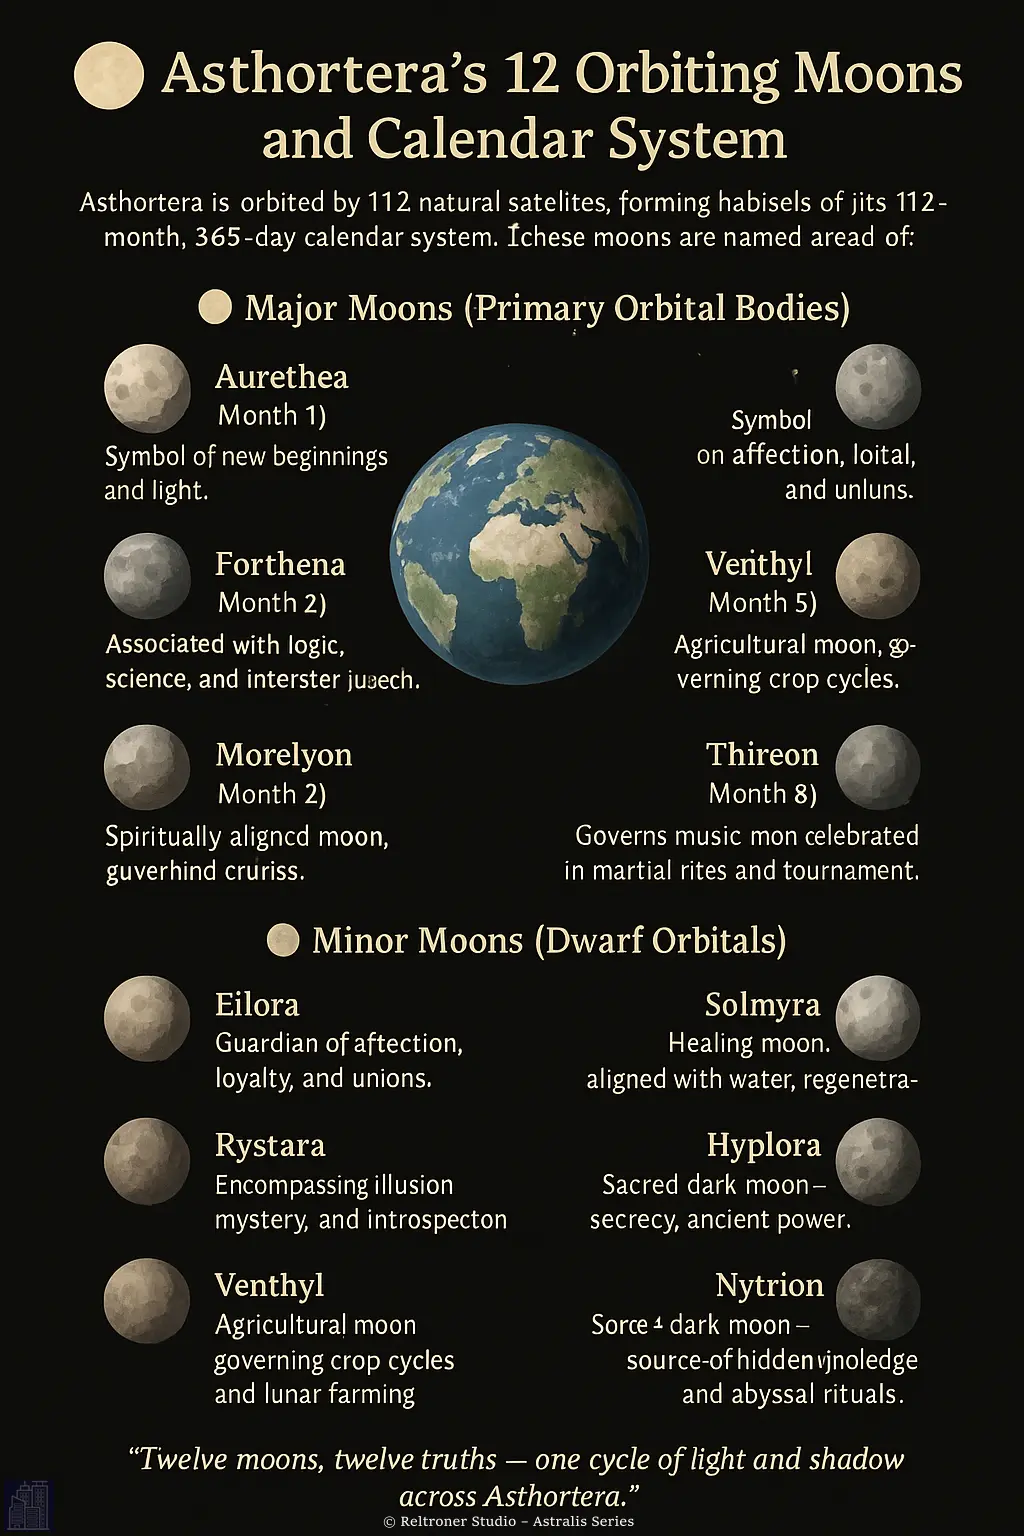 Asthortera’s 12 Orbiting Moons
and Calendar System
Asthortera is orbited by 112 natural satelites, forming habisels of jits 112-
month, 365-day calendar system. Ichese moons are named aread of:
Major Moons (Primary Orbital Bodies)
Aurethea
Month 1)
Symbol of new beginnings
and light.
Symbol
on affection, loital,
and unluns.
Forthena
Month 2)
Associated with logic,
science, and interster
Venithyl
Month 5)
Agricultural moon, go-
verning crop cycles.
Morelyon
Month 2)
Spiritually aligncd moon,
guverhind cruriss.
Thireon
Month 8)
Governs music mon celebrated
in martial rites and tournament.
Minor Moons (Dwarf Orbitals)
Eilora
Guardian of aftection,
loyalty, and unions.
Solmyra
Healing moon.
aligned with water, regenetra-
Rystara
Encompassing illusion
mystery, and introspecton
Hyplora
Sacred dark moon–
secrecy, ancient power.
Venthyl
Agricultural moon
governing crop cycles
and lunar farming
Nytrion
Sorce dark moon –
source-of hidden
and abyssal rituals.
“Twelve moons, twelve truths — one cycle of light and shadow
across Asthortera.”
© Reltroner Studio – Astralis Series